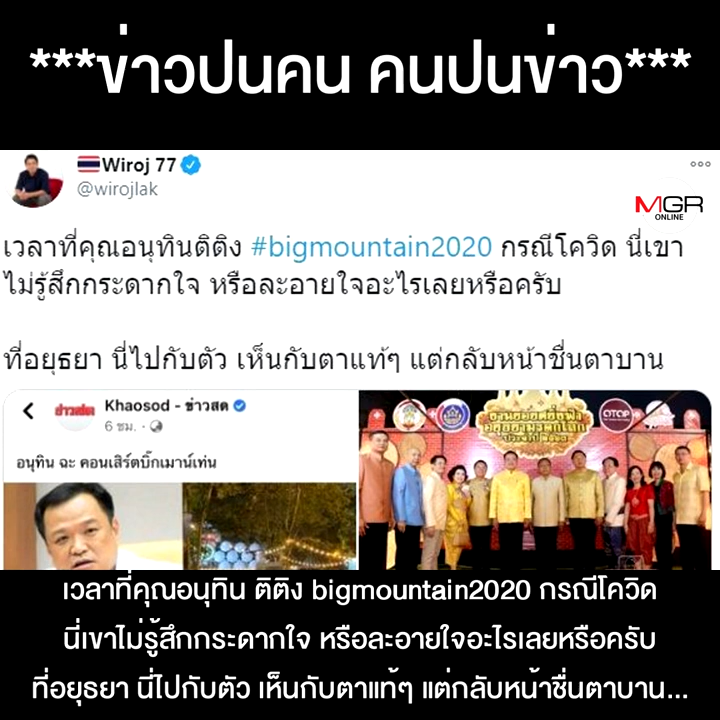 ***ข่าวปนคน คนปนข่าว***
Wiroj 77
@wirojlak
MGR
ONLINE
เวลาที่คุณอนุทินติติง #bigmountain2020 กรณีโควิด นี่เขา
ไม่รู้สึกกระดากใจ หรือละอายใจอะไรเลยหรือครับ
ที่อยุธยา นี่ไปกับตัว เห็นกับตาแท้ๆ แต่กลับหน้าชื่นตาบาน
ข่าวสด
Khaosod - ข่าวสด
6 ชม.
อนุทิน ฉะ คอนเสิร์ตบิ๊กเมาน์เท่น
OTOP
เวลาที่คุณอนุทิน ติติง bigmountain2020 กรณีโควิด
นี่เขาไม่รู้สึกกระดากใจ หรือละอายใจอะไรเลยหรือครับ
ที่อยุธยา นี่ไปกับตัว เห็นกับตาแท้ๆ แต่กลับหน้าชื่นตาบาน...